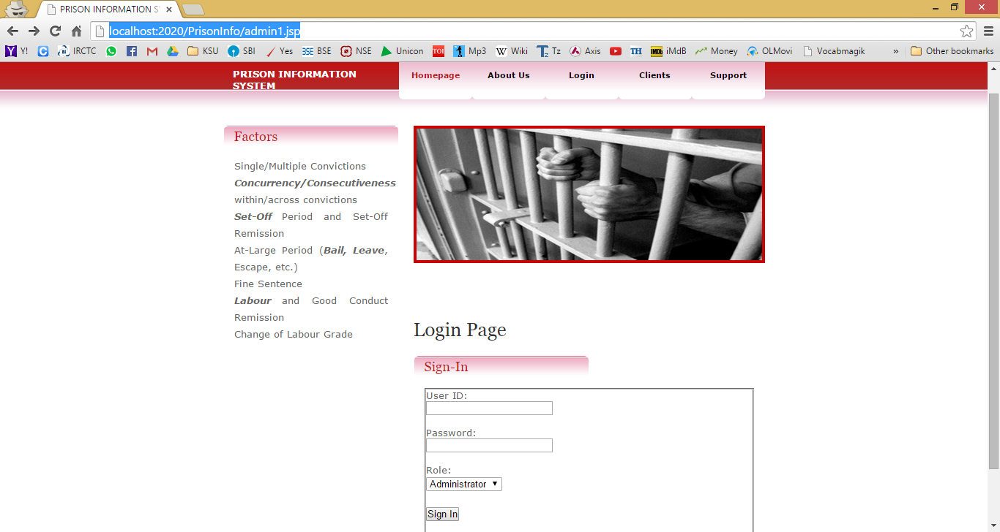 PRISON INFORMATION SY
localhost:2020/PrisonInfo/admin1.jsp
Y! IRCTC KSU SBI Yes BSE NSE Unicon TOI Mp3 Wiki Tz Axis TH IMDb iMdB Money OLMovi Vocabmagik » Other bookmarks
PRISON INFORMATION
SYSTEM
Homepage About Us Login Clients Support
Factors
Single/Multiple Convictions
Concurrency/Consecutiveness
within/across convictions
Set-Off Period and Set-Off
Remission
At-Large Period (Bail, Leave,
Escape, etc.)
Fine Sentence
Labour and Good Conduct
Remission
Change of Labour Grade
Login Page
Sign-In
User ID:
Password:
Role:
Administrator
Sign In